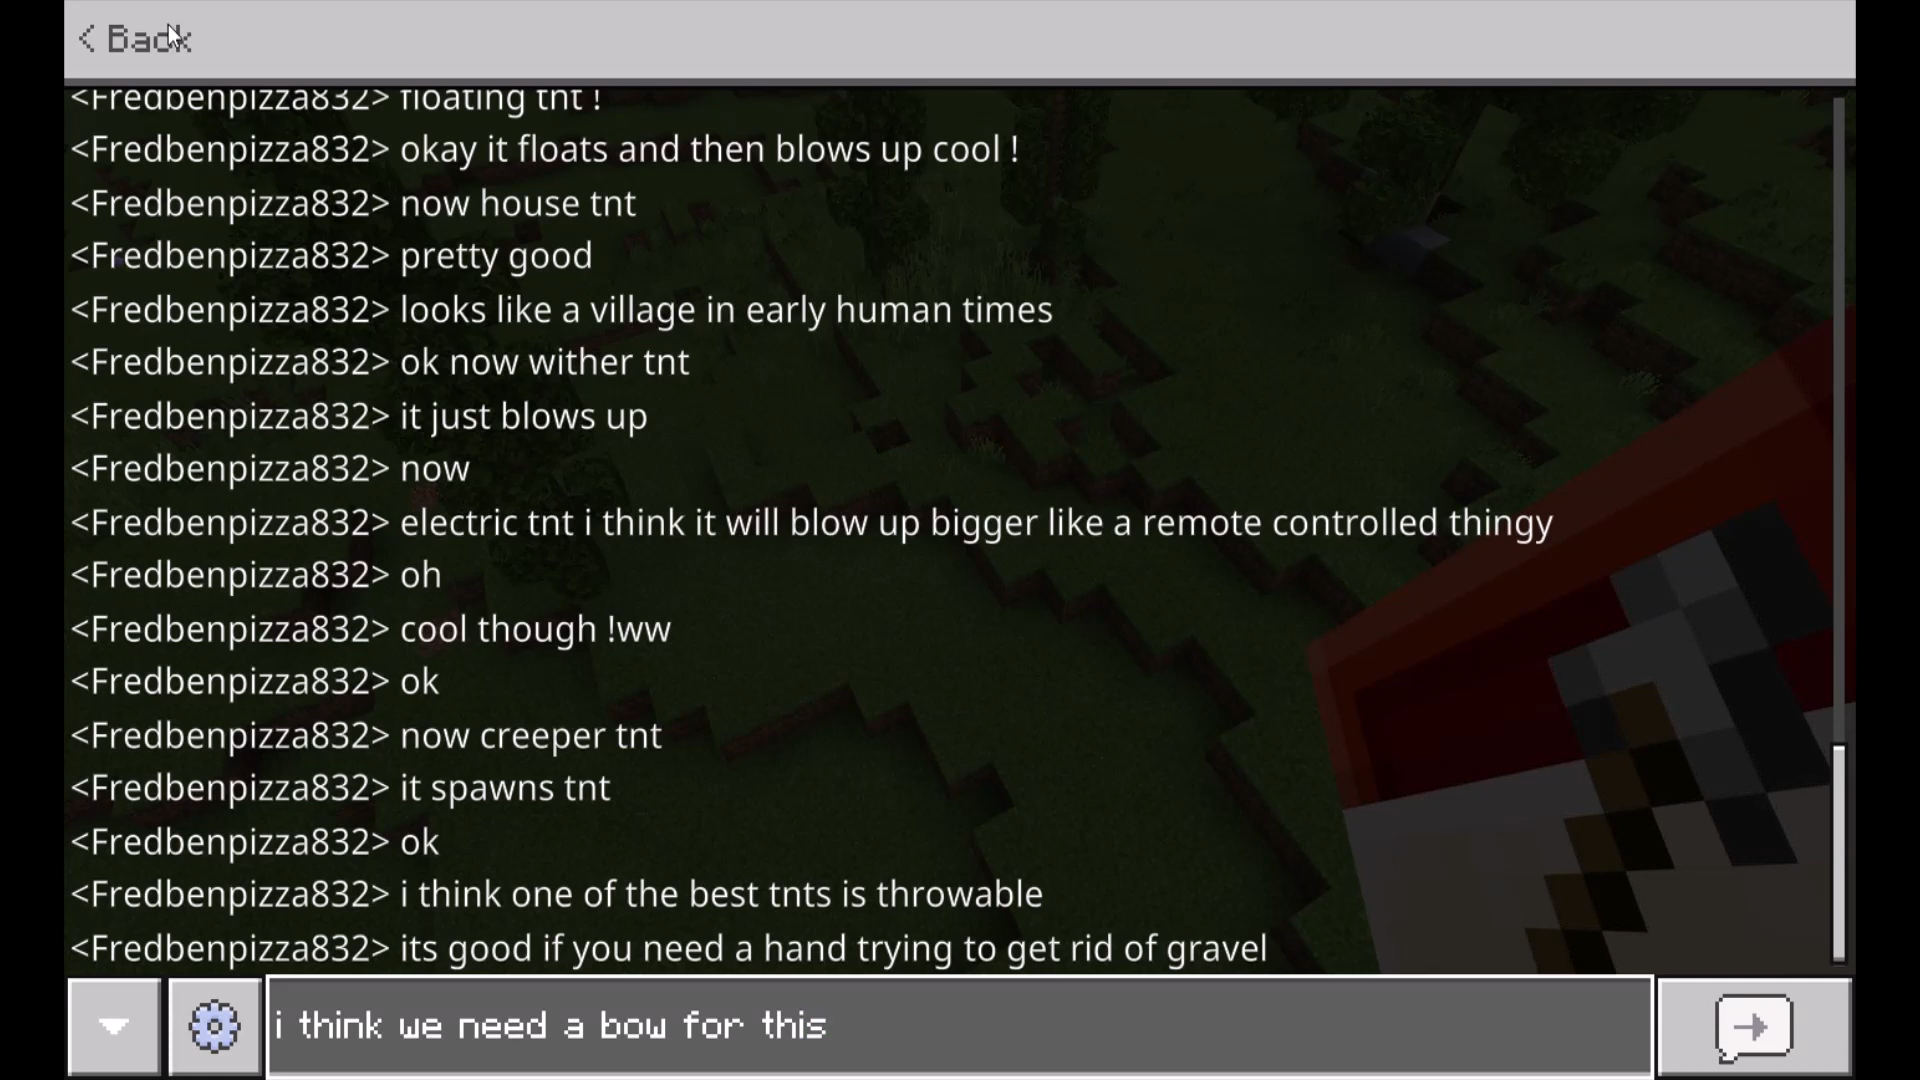 < Back
<Fredbenpizza832> floating tnt !
<Fredbenpizza832> okay it floats and then blows up cool !
<Fredbenpizza832> now house tnt
<Fredbenpizza832> pretty good
<Fredbenpizza832> looks like a village in early human times
<Fredbenpizza832> ok now wither tnt
<Fredbenpizza832> it just blows up
<Fredbenpizza832> now
<Fredbenpizza832> electric tnt i think it will blow up bigger like a remote controlled thingy
<Fredbenpizza832> oh
<Fredbenpizza832> cool though !ww
<Fredbenpizza832> ok
<Fredbenpizza832> now creeper tnt
<Fredbenpizza832> it spawns tnt
<Fredbenpizza832> ok
<Fredbenpizza832> i think one of the best tnts is throwable
<Fredbenpizza832> its good if you need a hand trying to get rid of gravel
i think we need a bow for this